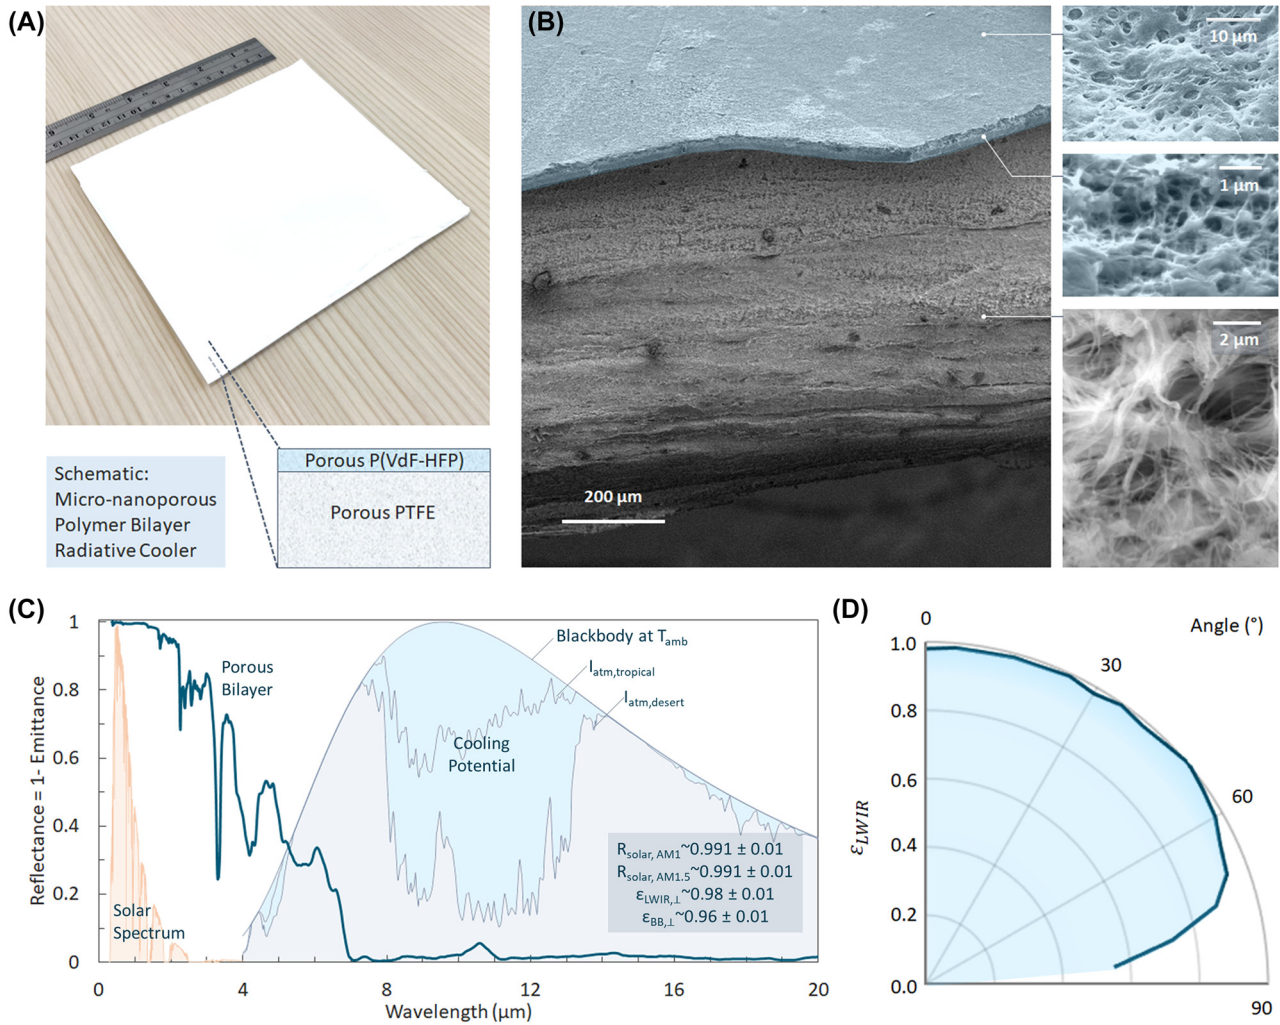 (A)
(B)
10 µm
1 µm
2 µm
200 µm
Schematic:
Micro-nanoporous
Polymer Bilayer
Radiative Cooler
Porous P(VdF-HFP)
Porous PTFE
(C)
Reflectance = 1- Emittance
1
0.8
0.6
0.4
0.2
0
0
4
8
12
16
20
Wavelength (µm)
Porous
Bilayer
Solar
Spectrum
Blackbody at Tamb
Iatm,tropical
Iatm,desert
Cooling
Potential
Rsolar, AM1~0.991 ± 0.01
Rsolar, AM1.5~0.991 ± 0.01
εLWIR,⊥~0.98 ± 0.01
εBB,⊥~0.96 ± 0.01
(D)
0
Angle (°)
30
60
90
εLWIR
1.0
0.8
0.6
0.4
0.2
0.0